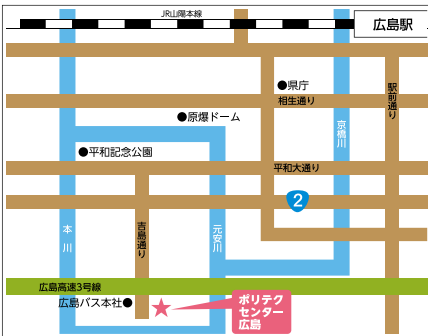 JR山陽本線
広島駅
県庁
相生通り
駅前通り
原爆ドーム
京橋川
平和記念公園
平和大通り
2
本川
吉島通り
元安川
広島高速3号線
広島バス本社
ポリテク
センター
広島